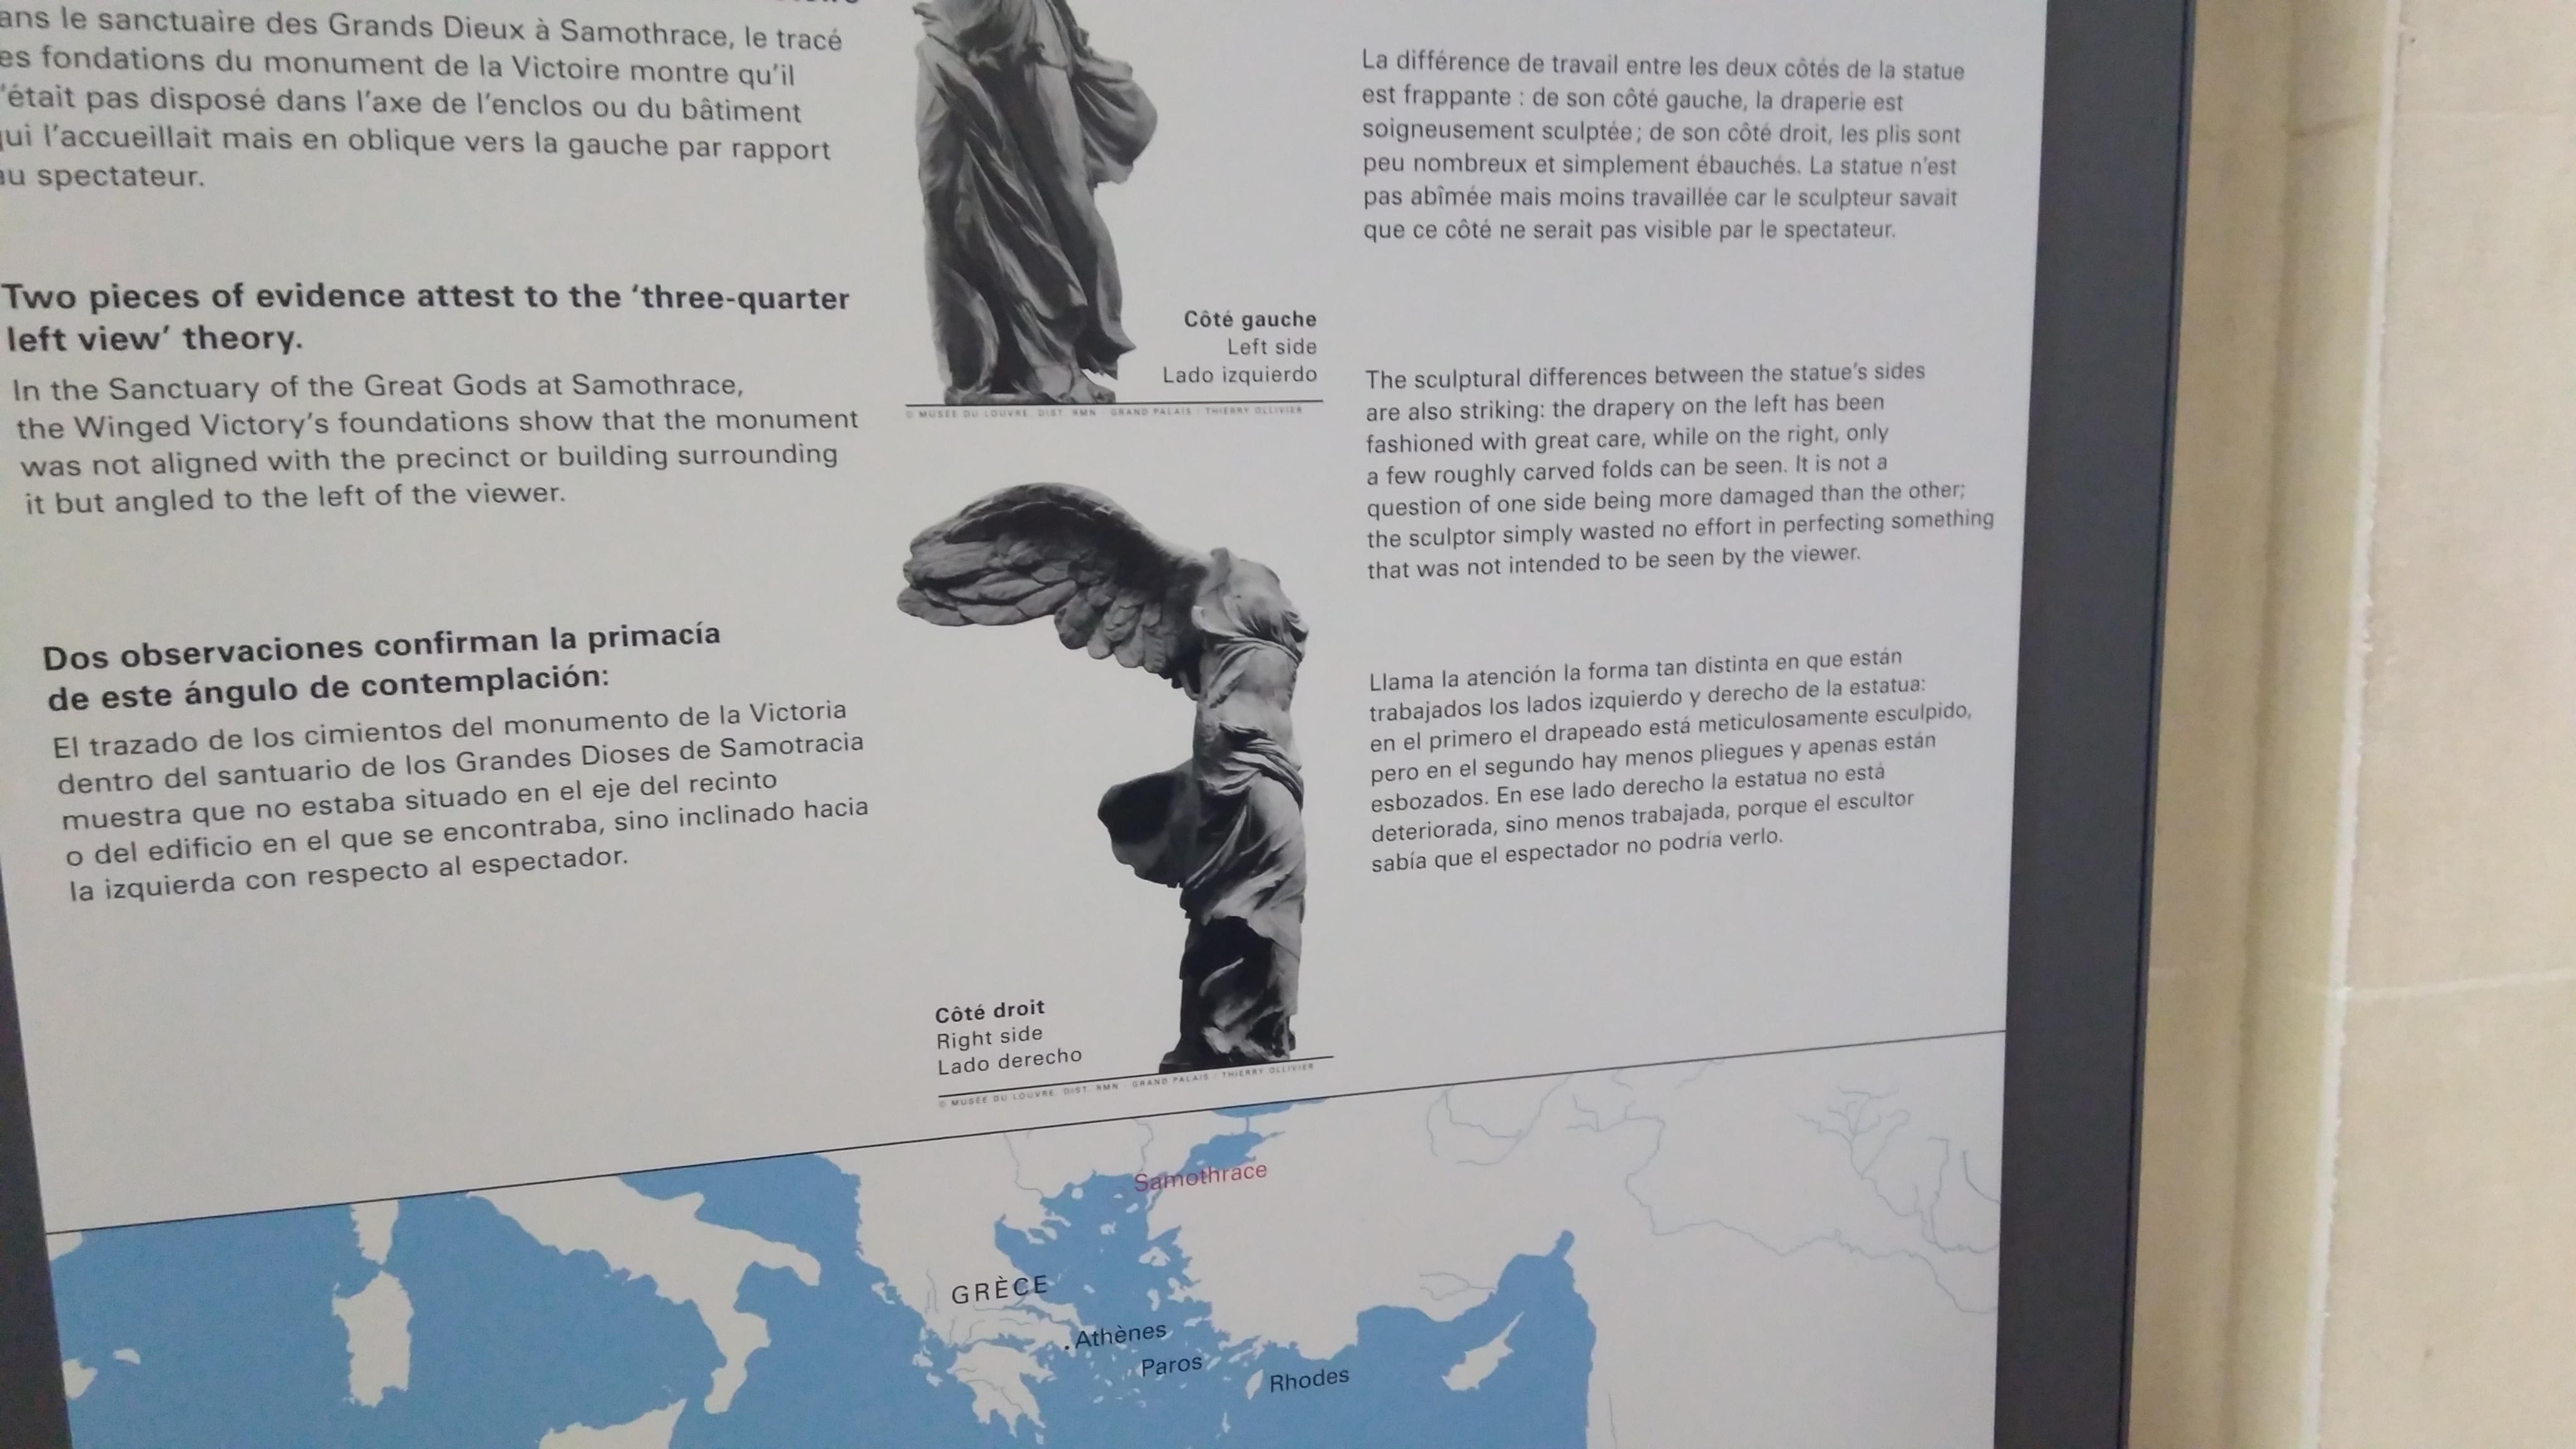 ans le sanctuaire des Grands Dieux à Samothrace, le tracé
es fondations du monument de la Victoire montre qu'il
'était pas disposé dans l'axe de l'enclos ou du bâtiment
qui l'accueillait mais en oblique vers la gauche par rapport
au spectateur.
Two pieces of evidence attest to the ‘three-quarter
left view’ theory.
In the Sanctuary of the Great Gods at Samothrace,
the Winged Victory's foundations show that the monument
was not aligned with the precinct or building surrounding
it but angled to the left of the viewer.
Dos observaciones confirman la primacía
de este ángulo de contemplación:
El trazado de los cimientos del monumento de la Victoria
dentro del santuario de los Grandes Dioses de Samotracia
muestra que no estaba situado en el eje del recinto
o del edificio en el que se encontraba, sino inclinado hacia
la izquierda con respecto al espectador.
Côté gauche
Left side
Lado izquierdo
© MUSÉE DU LOUVRE, DIST. RMN - GRAND PALAIS / THIERRY OLLIVIER
Côté droit
Right side
Lado derecho
© MUSÉE DU LOUVRE, DIST. RMN - GRAND PALAIS / THIERRY OLLIVIER
La différence de travail entre les deux côtés de la statue
est frappante : de son côté gauche, la draperie est
soigneusement sculptée ; de son côté droit, les plis sont
peu nombreux et simplement ébauchés. La statue n'est
pas abîmée mais moins travaillée car le sculpteur savait
que ce côté ne serait pas visible par le spectateur.
The sculptural differences between the statue's sides
are also striking: the drapery on the left has been
fashioned with great care, while on the right, only
a few roughly carved folds can be seen. It is not a
question of one side being more damaged than the other;
the sculptor simply wasted no effort in perfecting something
that was not intended to be seen by the viewer.
Llama la atención la forma tan distinta en que están
trabajados los lados izquierdo y derecho de la estatua:
en el primero el drapeado está meticulosamente esculpido,
pero en el segundo hay menos pliegues y apenas están
esbozados. En ese lado derecho la estatua no está
deteriorada, sino menos trabajada, porque el escultor
sabía que el espectador no podría verlo.
Samothrace
GRÈCE
Athènes
Paros
Rhodes